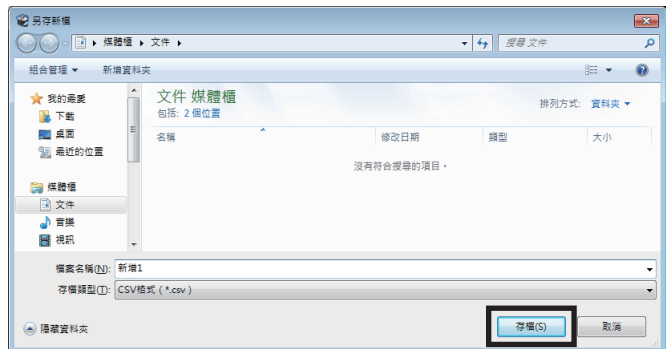 另存新檔
媒體櫃 文件
搜尋文件
組合管理 新增資料夾
我的最愛
下載
桌面
最近的位置
媒體櫃
文件
音樂
視訊
文件 媒體櫃
包括: 2 個位置
排列方式: 資料夾
名稱 修改日期 類型 大小
沒有符合搜尋的項目。
檔案名稱(N): 新增1
存檔類型(T): CSV格式 ( *.csv )
隱藏資料夾
存檔(S) 取消